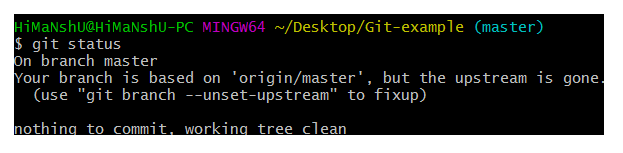 HiMaNshU@HiMaNshU-PC MINGW64 ~/Desktop/Git-example (master)
$ git status
On branch master
Your branch is based on 'origin/master', but the upstream is gone.
  (use "git branch --unset-upstream" to fixup)

nothing to commit, working tree clean